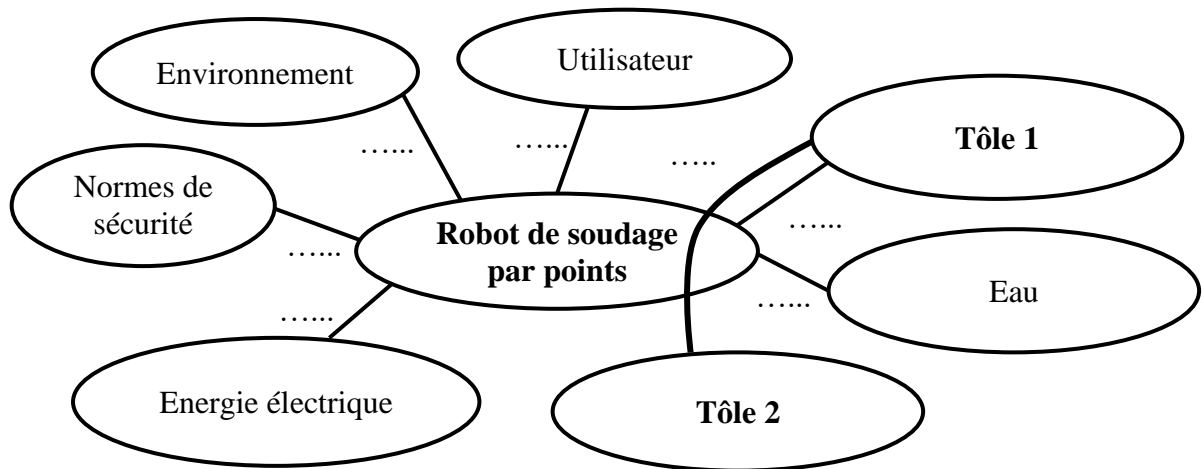 Environnement
Utilisateur
Tôle 1
…...
…...
…..
Normes de
sécurité
Robot de soudage
par points
…...
…...
Eau
…...
…...
Energie électrique
Tôle 2